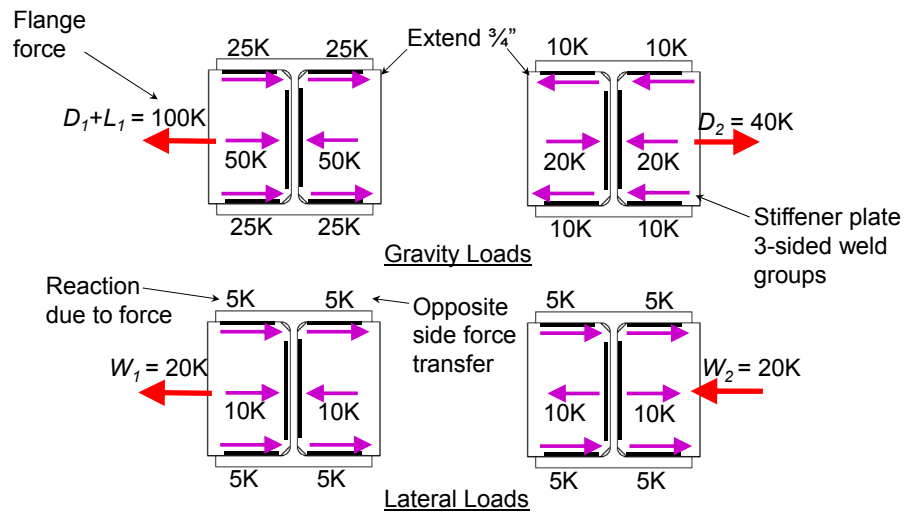 Flange
force
25K
25K
Extend ¾”
10K
10K
D1+L1 = 100K
50K
50K
20K
20K
D2 = 40K
25K
25K
10K
10K
Stiffener plate
3-sided weld
groups
Gravity Loads
Reaction
due to force
5K
5K
Opposite
side force
transfer
5K
5K
W1 = 20K
10K
10K
10K
10K
W2 = 20K
5K
5K
5K
5K
Lateral Loads